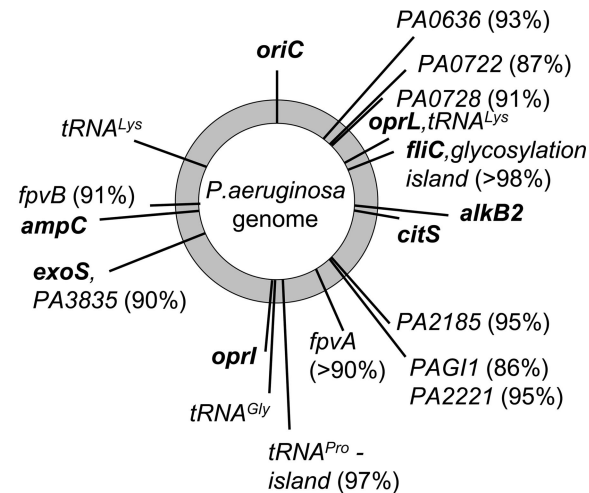 PA0636 (93%)
oriC
PA0722 (87%)
PA0728 (91%)
oprL,tRNALys
tRNALys
fliC,glycosylation
island (>98%)
fpvB (91%)
P.aeruginosa
genome
alkB2
ampC
citS
exoS,
PA3835 (90%)
PA2185 (95%)
fpvA
(>90%)
oprI
PAGI1 (86%)
PA2221 (95%)
tRNAGly
tRNAPro -
island (97%)